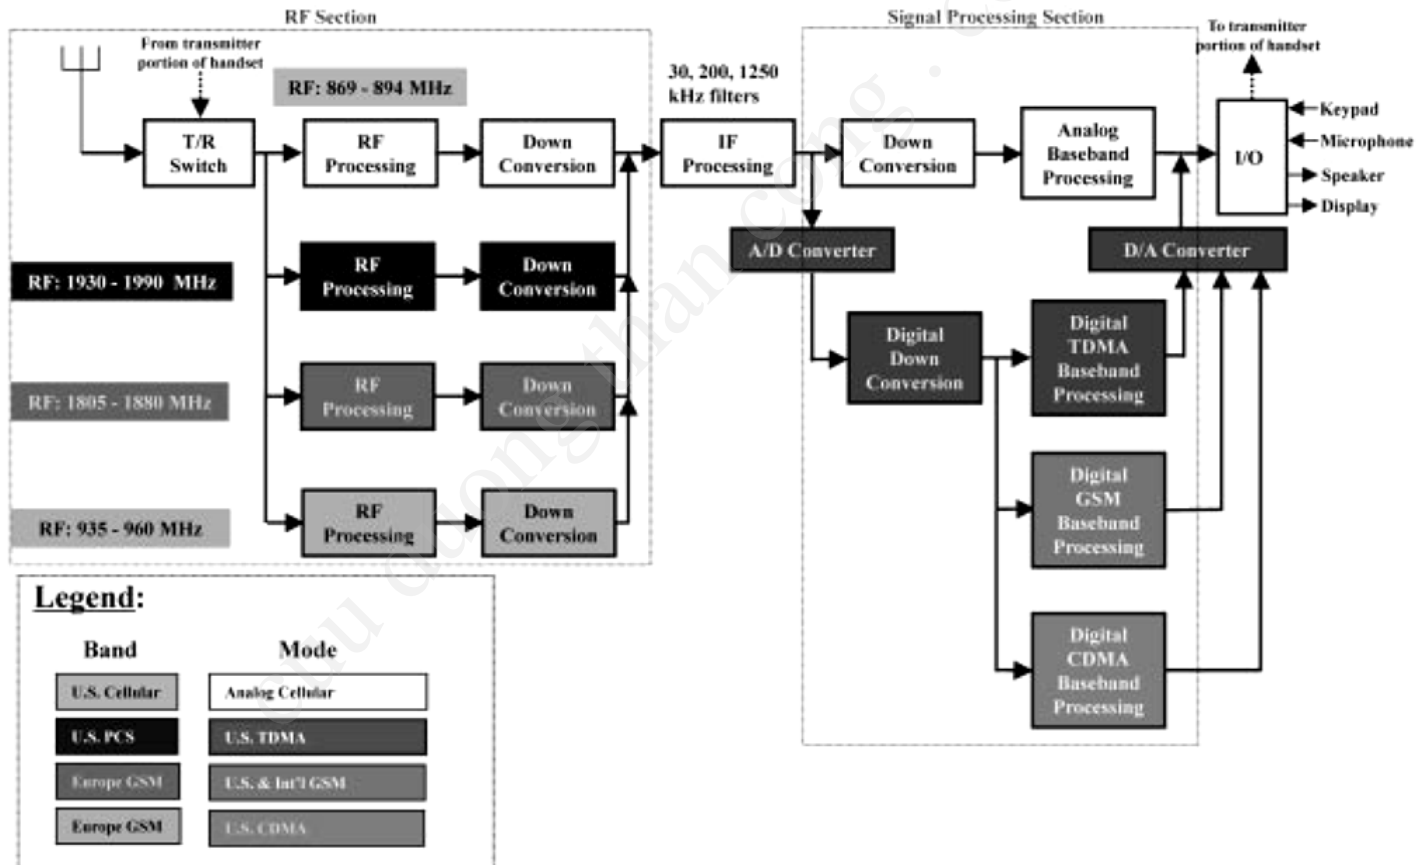 RF Section
Signal Processing Section
From transmitter
portion of handset
To transmitter
portion of handset
RF: 869 - 894 MHz
30, 200, 1250
kHz filters
T/R
Switch
RF
Processing
Down
Conversion
IF
Processing
Down
Conversion
Analog
Baseband
Processing
I/O
Keypad
Microphone
Speaker
Display
A/D Converter
D/A Converter
RF: 1930 - 1990 MHz
RF
Processing
Down
Conversion
Digital
Down
Conversion
Digital
TDMA
Baseband
Processing
RF: 1805 - 1880 MHz
RF
Processing
Down
Conversion
Digital
GSM
Baseband
Processing
RF: 935 - 960 MHz
RF
Processing
Down
Conversion
Digital
CDMA
Baseband
Processing
Legend:
Band
Mode
U.S. Cellular
Analog Cellular
U.S. PCS
U.S. TDMA
Europe GSM
U.S. & Int'l GSM
Europe GSM
U.S. CDMA
cuu duong than cong . co